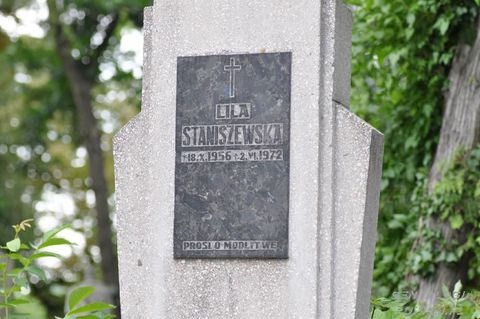 LILA
STANISZEWSKA
*18.X.1956 +2.VI.1972
PROSI O MODLITWĘ